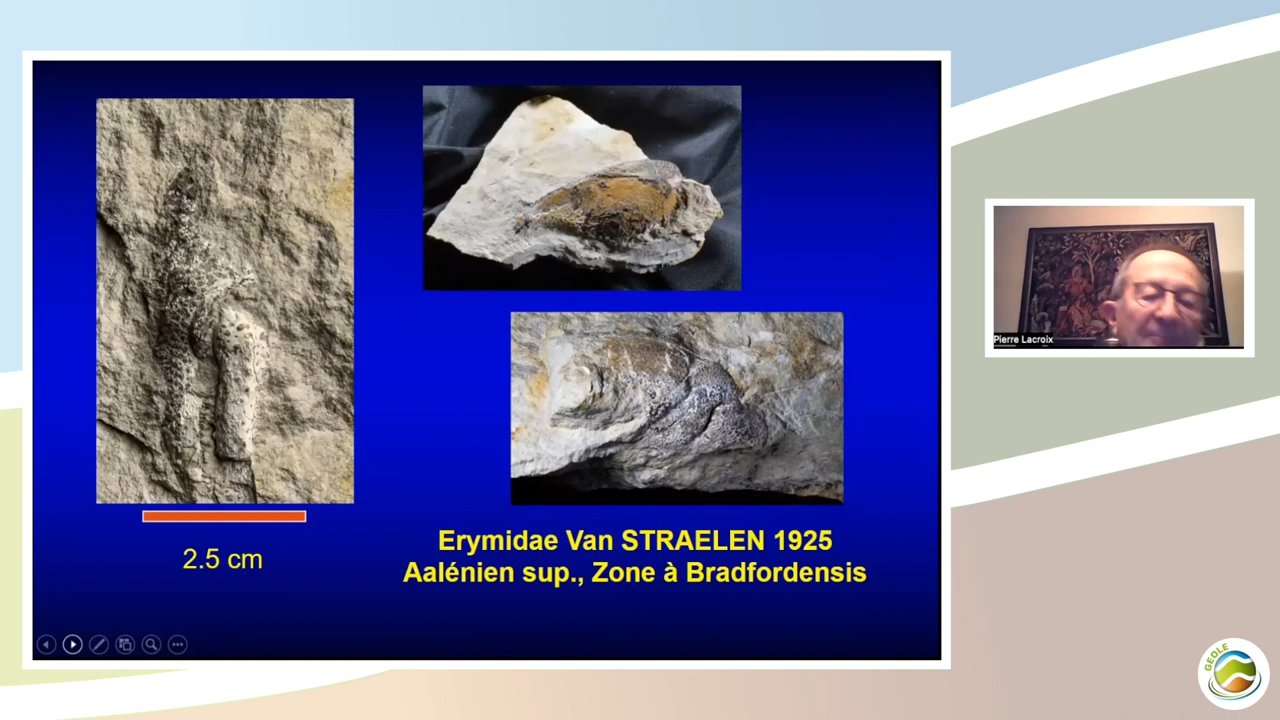 2.5 cm
Erymidae Van STRAELEN 1925
Aalénien sup., Zone à Bradfordensis
Pierre Lacroix
GEOLE